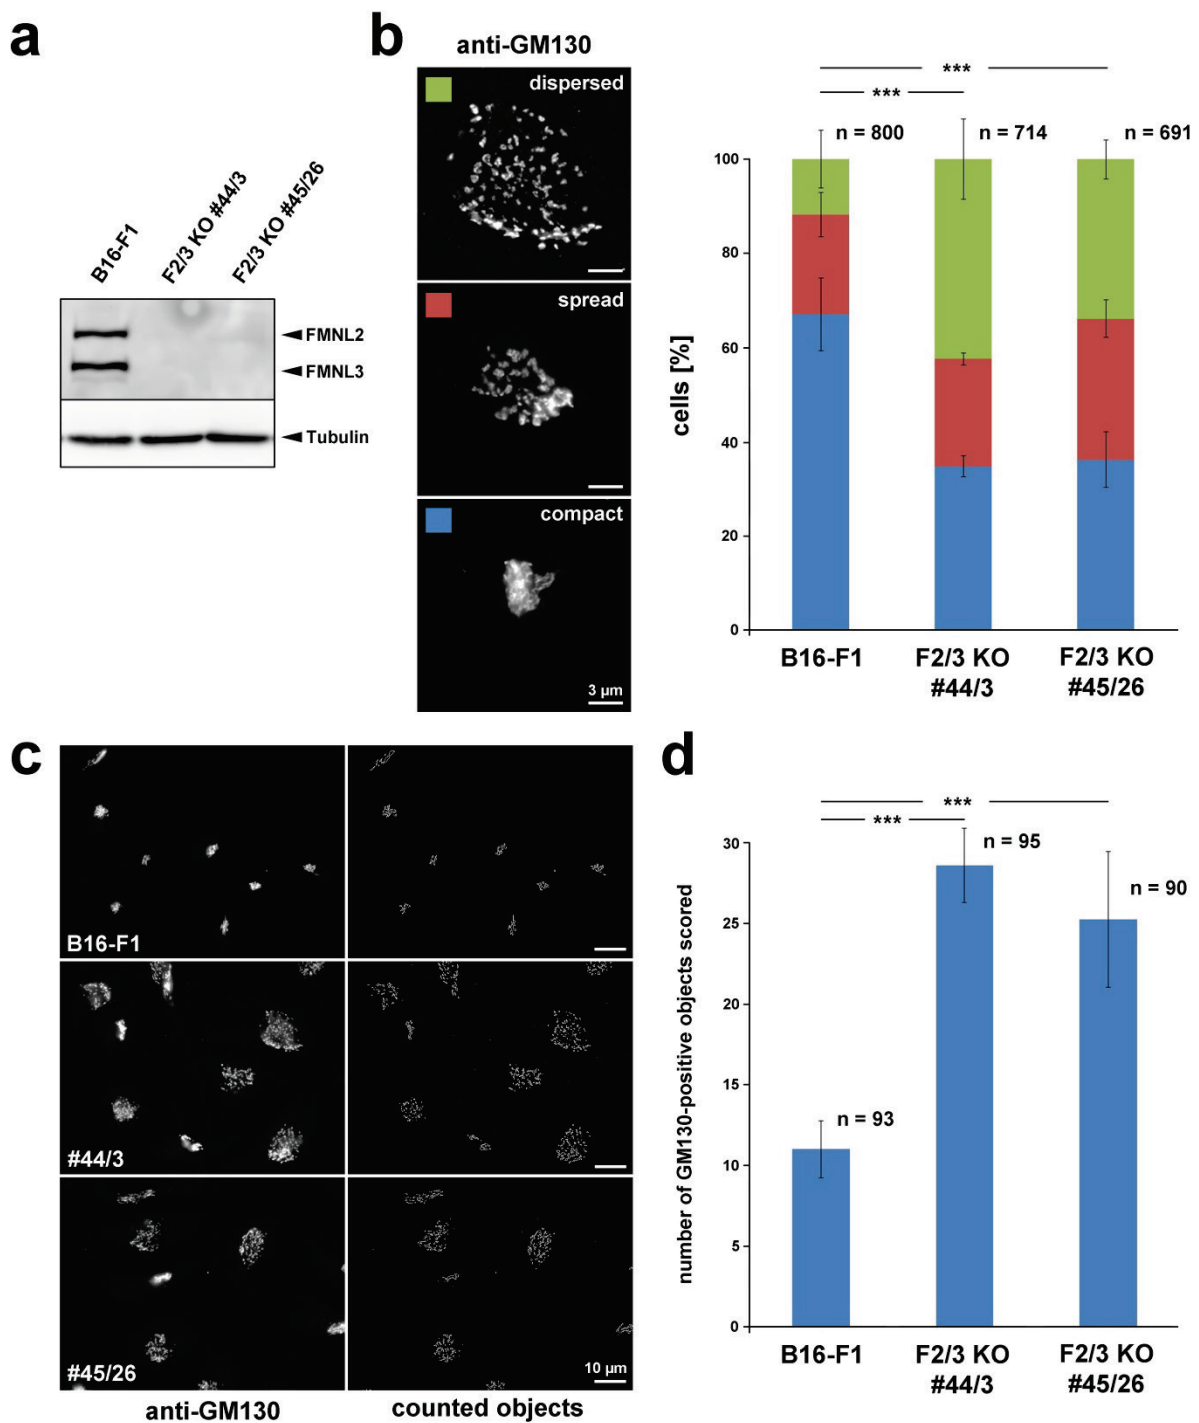 a
B16-F1
F2/3 KO #44/3
F2/3 KO #45/26
FMNL2
FMNL3
Tubulin
b
anti-GM130
dispersed
spread
compact
3 µm
***
***
n = 800
n = 714
n = 691
100
80
60
40
20
0
cells [%]
B16-F1
F2/3 KO
#44/3
F2/3 KO
#45/26
c
B16-F1
#44/3
#45/26
10 µm
anti-GM130
counted objects
d
***
***
n = 93
n = 95
n = 90
30
25
20
15
10
5
0
number of GM130-positive objects scored
B16-F1
F2/3 KO
#44/3
F2/3 KO
#45/26